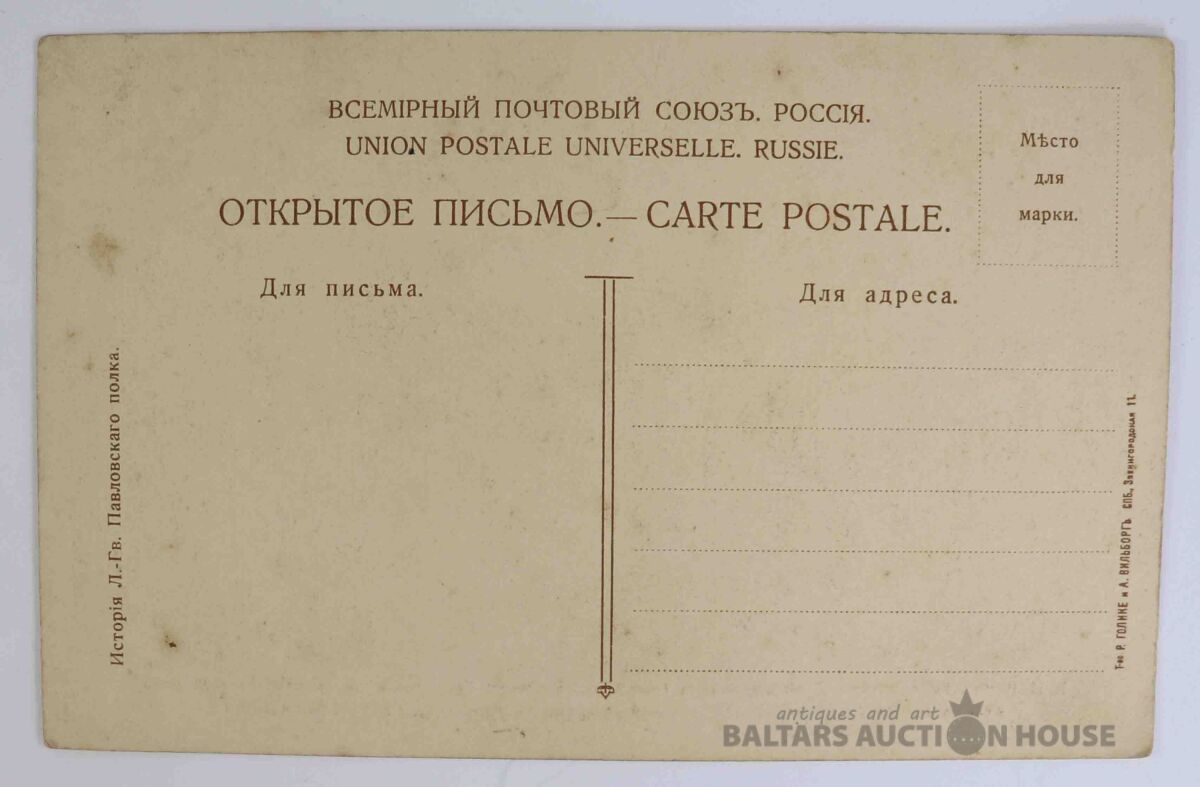 ВСЕМІРНЫЙ ПОЧТОВЫЙ СОЮЗЪ. РОССІЯ.
UNION POSTALE UNIVERSELLE. RUSSIE.
ОТКРЫТОЕ ПИСЬМО.—CARTE POSTALE.
Мѣсто
для
марки.
Для письма.
Для адреса.
Исторія Л.-Гв. Павловскаго полка.
Т-во Р. ГОЛИКЕ и А. ВИЛЬБОРГЪ СПБ., Звенигородская 11.
antiques and art
BALTARS AUCTION HOUSE